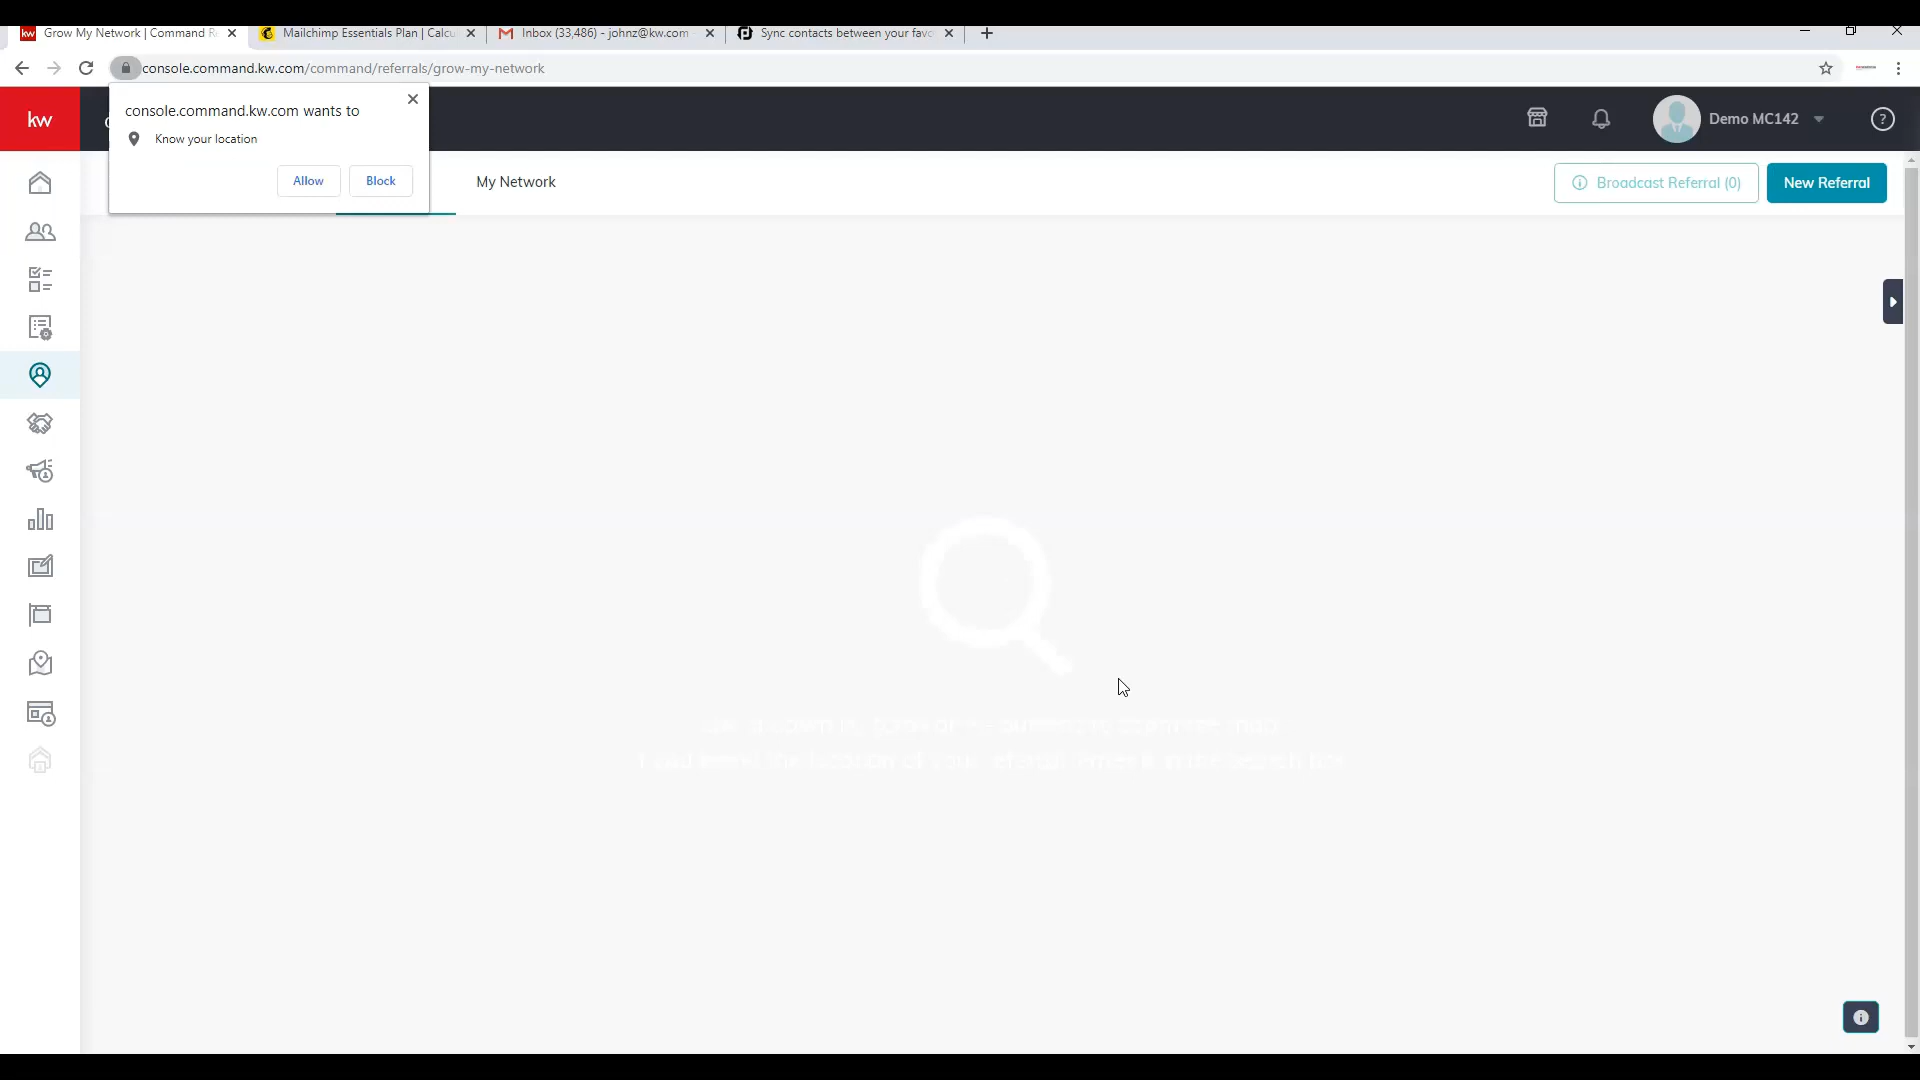 kw Grow My Network | Command R
Mailchimp Essentials Plan | Calcu
Inbox (33,486) - johnz@kw.com -
Sync contacts between your favo
console.command.kw.com/command/referrals/grow-my-network
console.command.kw.com wants to
Know your location
Allow
Block
kw
Demo MC142
?
My Network
Broadcast Referral (0)
New Referral